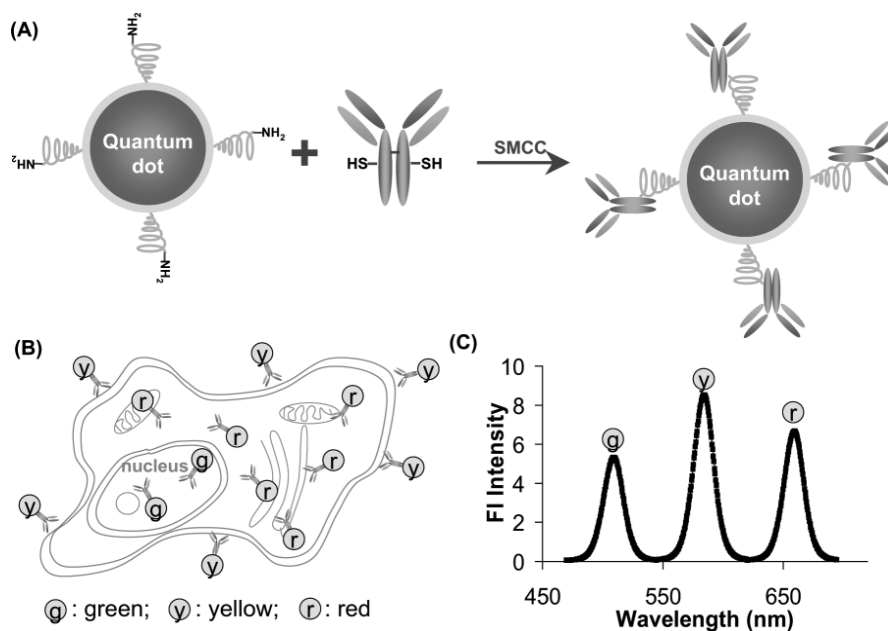 (A)
NH₂
Quantum
dot
NH₂
NH₂
NH₂
+
HS
SH
SMCC
Quantum
dot
(B)
y
y
y
r
r
r
nucleus
g
r
r
y
g
y
r
y
g : green; y : yellow; r : red
(C)
Fl Intensity
10
8
6
4
2
0
g
y
r
450
550
650
Wavelength (nm)